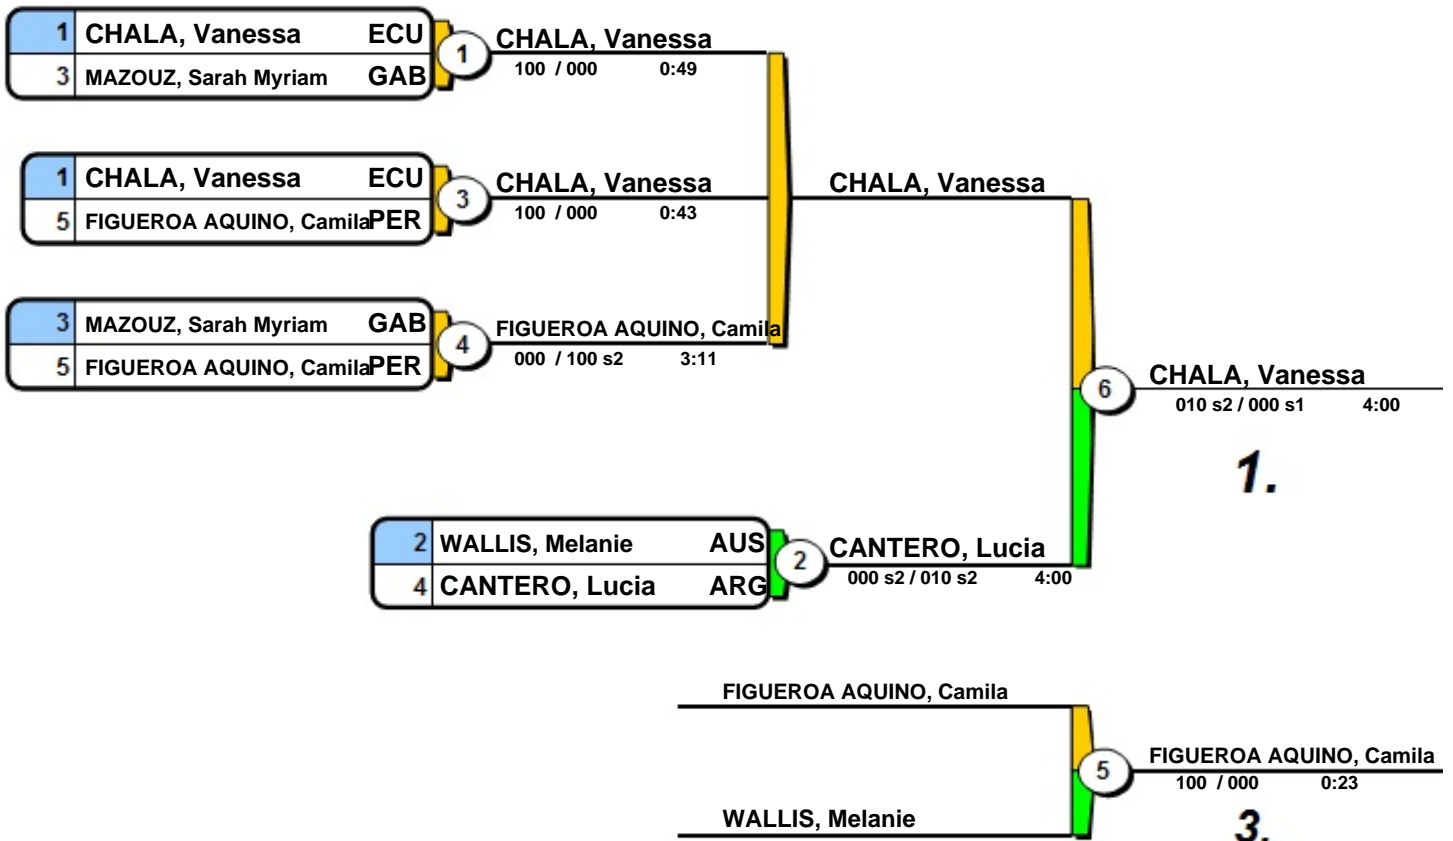 1 CHALA, Vanessa ECU
3 MAZOUZ, Sarah Myriam GAB
1 CHALA, Vanessa
100 / 000 0:49
1 CHALA, Vanessa ECU
5 FIGUEROA AQUINO, Camila PER
3 CHALA, Vanessa
100 / 000 0:43
CHALA, Vanessa
3 MAZOUZ, Sarah Myriam GAB
5 FIGUEROA AQUINO, Camila PER
4 FIGUEROA AQUINO, Camila
000 / 100 s2 3:11
6 CHALA, Vanessa
010 s2 / 000 s1 4:00
1.
2 WALLIS, Melanie AUS
4 CANTERO, Lucia ARG
2 CANTERO, Lucia
000 s2 / 010 s2 4:00
FIGUEROA AQUINO, Camila
WALLIS, Melanie
5 FIGUEROA AQUINO, Camila
100 / 000 0:23
3.